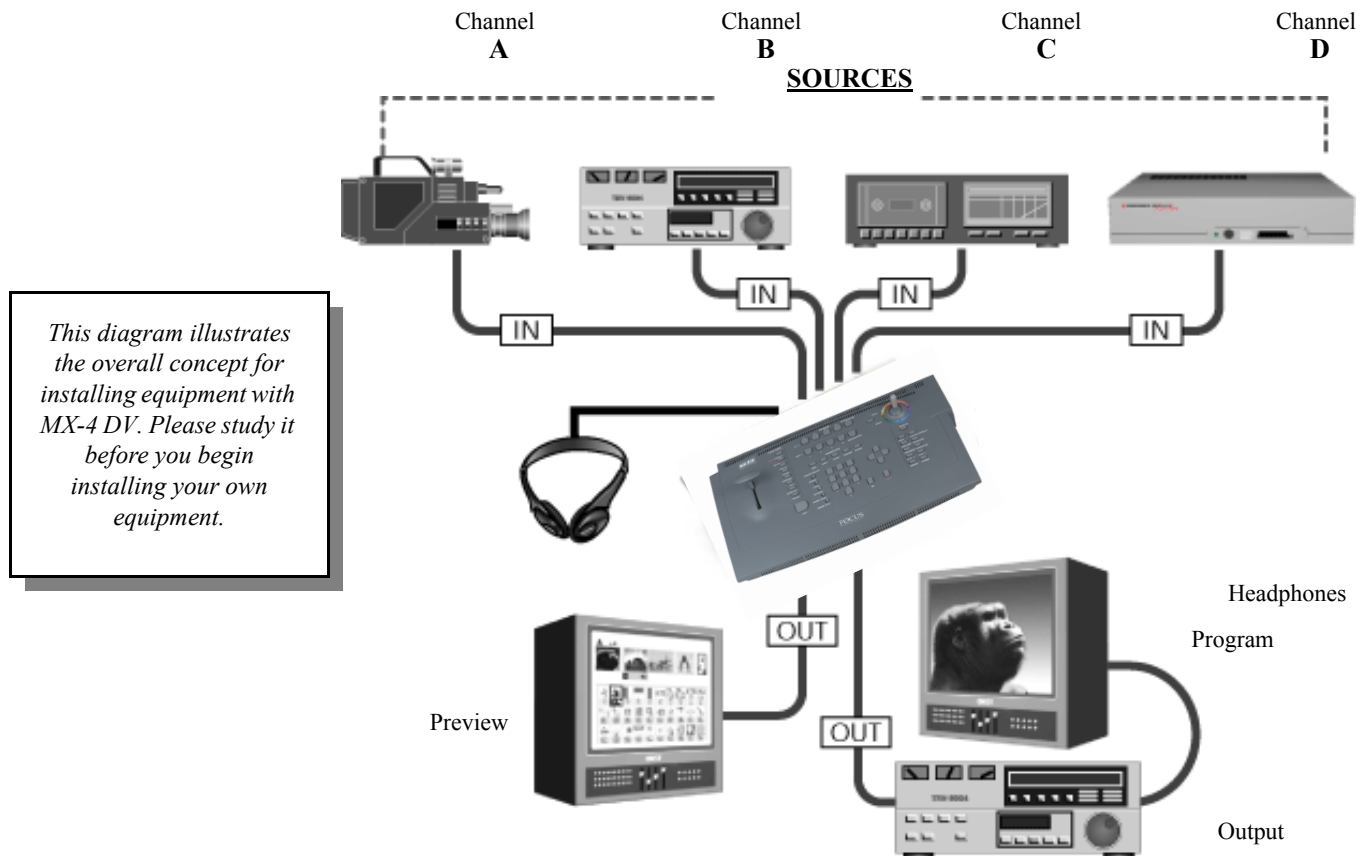 Channel
A
Channel
B
Channel
C
Channel
D
SOURCES
IN
IN
IN
IN
This diagram illustrates
the overall concept for
installing equipment with
MX-4 DV. Please study it
before you begin
installing your own
equipment.
FOCUS
OUT
OUT
Preview
Headphones
Program
Output